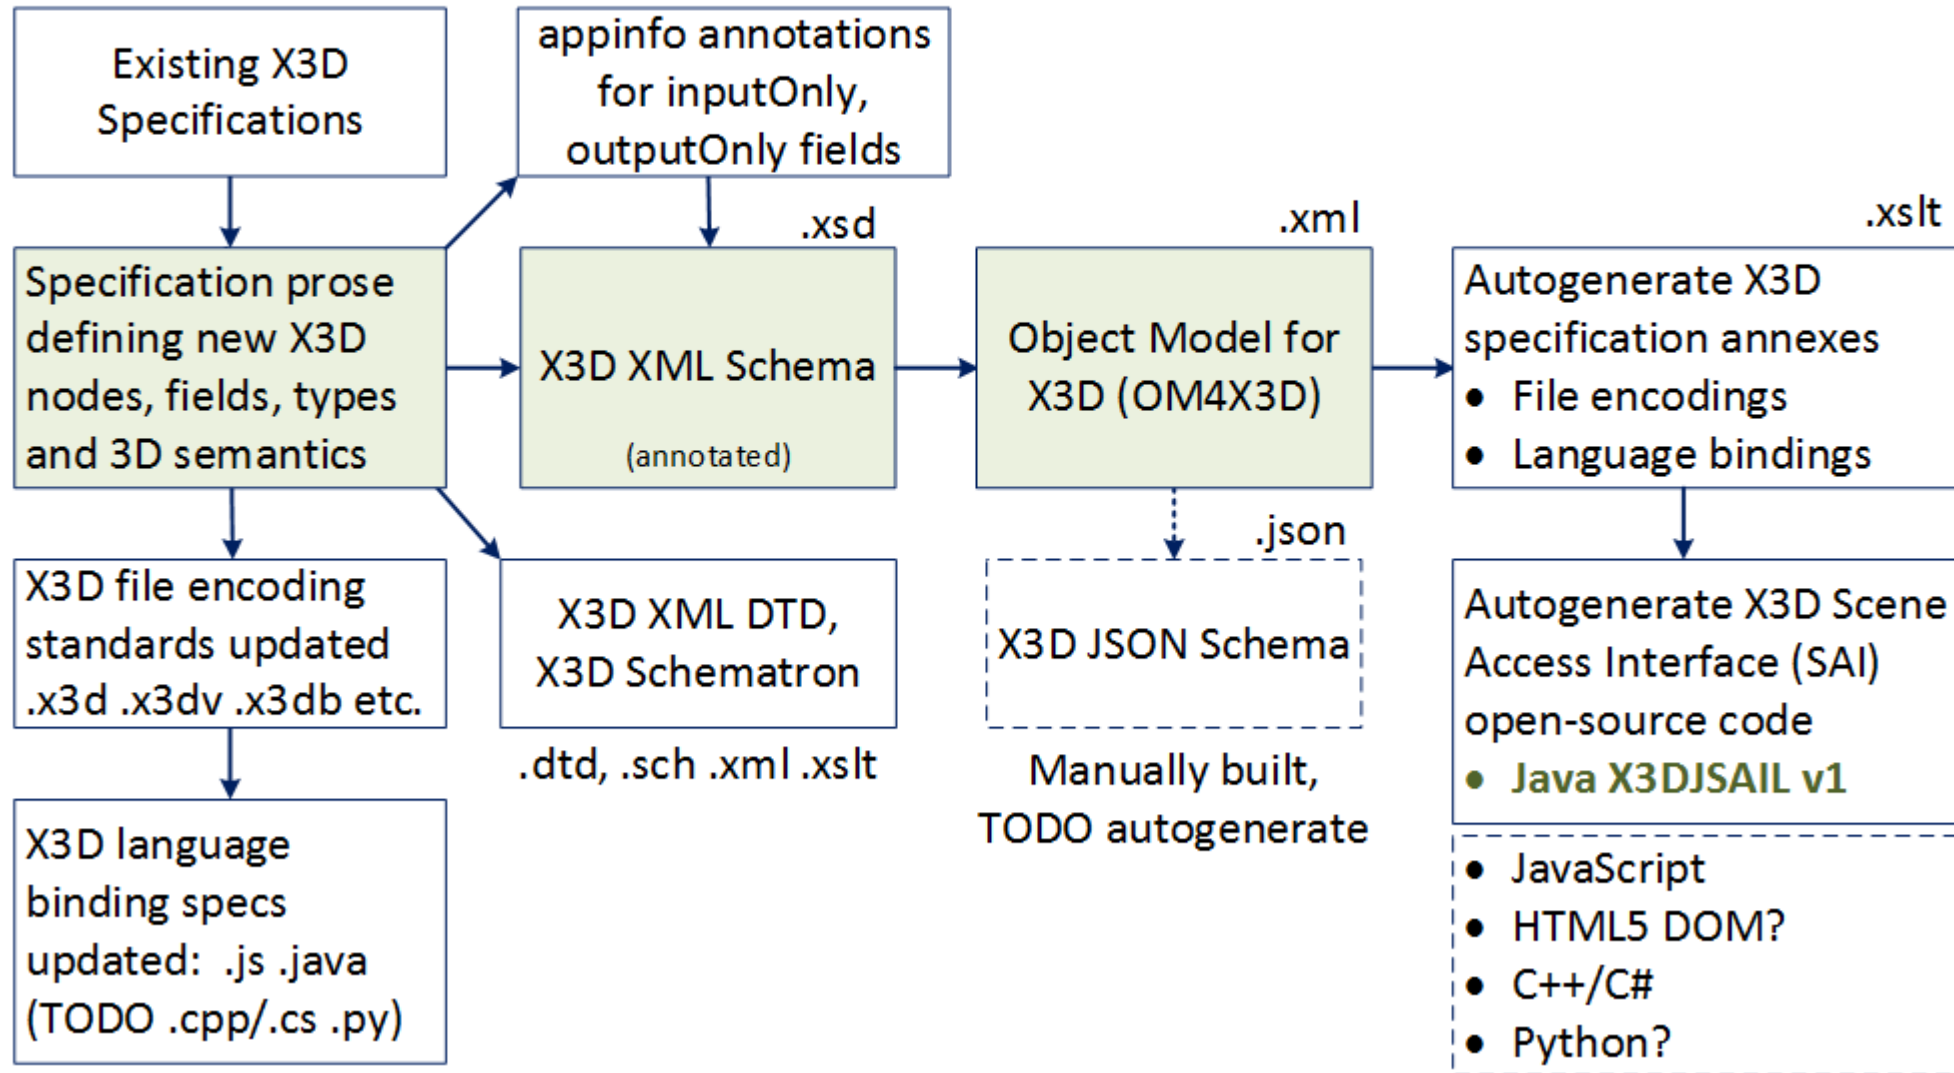 Existing X3D
Specifications
appinfo annotations
for inputOnly,
outputOnly fields
.xsd
.xml
.xslt
Specification prose
defining new X3D
nodes, fields, types
and 3D semantics
X3D XML Schema
(annotated)
Object Model for
X3D (OM4X3D)
Autogenerate X3D
specification annexes
• File encodings
• Language bindings
X3D file encoding
standards updated
.x3d .x3dv .x3db etc.
X3D XML DTD,
X3D Schematron
.dtd, .sch .xml .xslt
.json
X3D JSON Schema
Manually built,
TODO autogenerate
Autogenerate X3D Scene
Access Interface (SAI)
open-source code
• Java X3DJSAIL v1
• JavaScript
• HTML5 DOM?
• C++/C#
• Python?
X3D language
binding specs
updated: .js .java
(TODO .cpp/.cs .py)